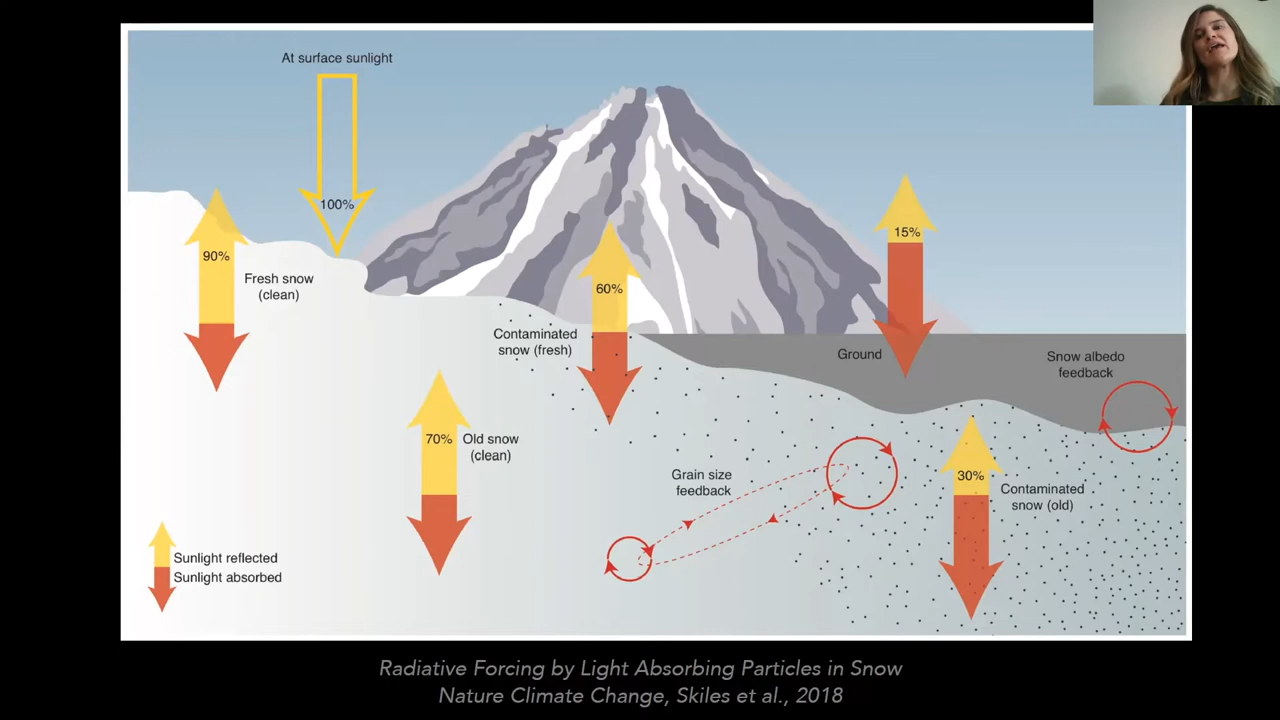 At surface sunlight
100%
90%
Fresh snow
(clean)
60%
Contaminated
snow (fresh)
15%
Ground
Snow albedo
feedback
70%
Old snow
(clean)
Grain size
feedback
30%
Contaminated
snow (old)
Sunlight reflected
Sunlight absorbed
Radiative Forcing by Light Absorbing Particles in Snow
Nature Climate Change, Skiles et al., 2018